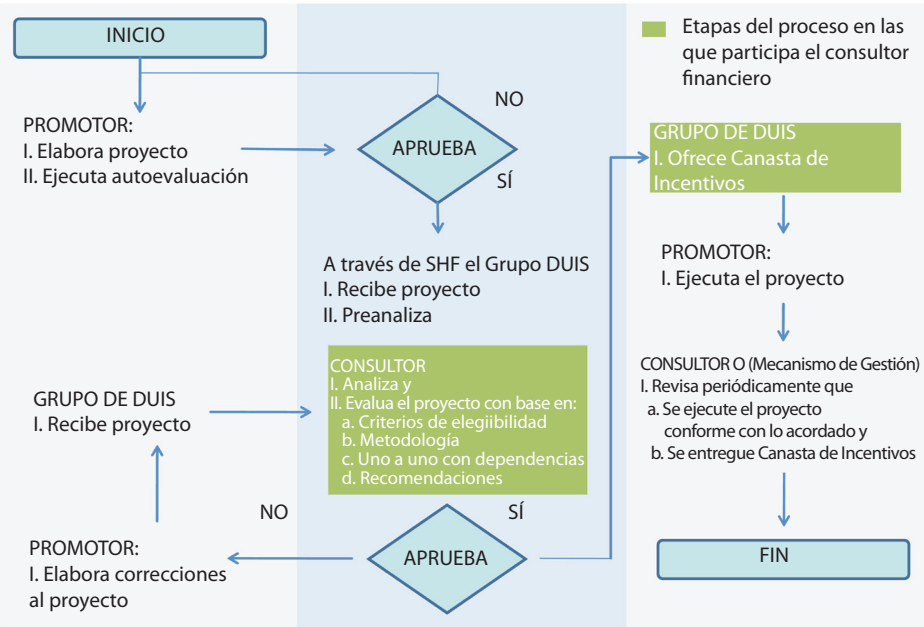 INICIO
PROMOTOR:
I. Elabora proyecto
II. Ejecuta autoevaluación
NO
APRUEBA
SÍ
A través de SHF el Grupo DUIS
I. Recibe proyecto
II. Preanaliza
CONSULTOR
I. Analiza y
II. Evalua el proyecto con base en:
a. Criterios de elegiibilidad
b. Metodología
c. Uno a uno con dependencias
d. Recomendaciones
GRUPO DE DUIS
I. Recibe proyecto
NO
SÍ
APRUEBA
PROMOTOR:
I. Elabora correcciones
al proyecto
Etapas del proceso en las
que participa el consultor
financiero
GRUPO DE DUIS
I. Ofrece Canasta de
Incentivos
PROMOTOR:
I. Ejecuta el proyecto
CONSULTOR O (Mecanismo de Gestión)
I. Revisa periódicamente que
a. Se ejecute el proyecto
conforme con lo acordado y
b. Se entregue Canasta de Incentivos
FIN